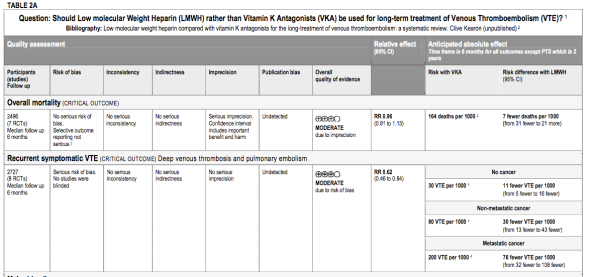 TABLE 2A
Question: Should Low molecular Weight Heparin (LMWH) rather than Vitamin K Antagonists (VKA) be used for long-term treatment of Venous Thromboembolism (VTE)? 1
Bibliography: Low molecular weight heparin compared with vitamin K antagonists for the long-treatment of venous thromboembolism: a systematic review. Clive Kearon (unpublished) 2
Quality assessment
Relative effect
(95% CI)
Anticipated absolute effect
Time frame is 6 months for all outcomes except PTS which is 2
years
Participants
(studies)
Follow up
Risk of bias
Inconsistency
Indirectness
Imprecision
Publication bias
Overall
quality of evidence
Risk with VKA
Risk difference with LMWH
(95% CI)
Overall mortality (CRITICAL OUTCOME)
2496
(7 RCTs)
Median follow up
6 months
No serious risk of
bias.
Selective outcome
reporting not
serious.
No serious
inconsistency
No serious
indirectness
Serious imprecision.
Confidence interval
includes important
benefit and harm
Undetected
MODERATE
due to imprecision
RR 0.96
(0.81 to 1.13)
164 deaths per 1000
7 fewer deaths per 1000
(from 31 fewer to 21 more)
Recurrent symptomatic VTE (CRITICAL OUTCOME) Deep venous thrombosis and pulmonary embolism
2727
(8 RCTs)
Median follow up
6 months
Serious risk of bias.
No studies were
blinded
No serious
inconsistency
No serious
indirectness
No serious
imprecision
Undetected
MODERATE
due to risk of bias
RR 0.62
(0.46 to 0.84)
No cancer
30 VTE per 1000
11 fewer VTE per 1000
(from 5 fewer to 16 fewer)
Non-metastatic cancer
80 VTE per 1000
30 fewer VTE per 1000
(from 13 fewer to 43 fewer)
Metastatic cancer
200 VTE per 1000
76 fewer VTE per 1000
(from 32 fewer to 108 fewer)